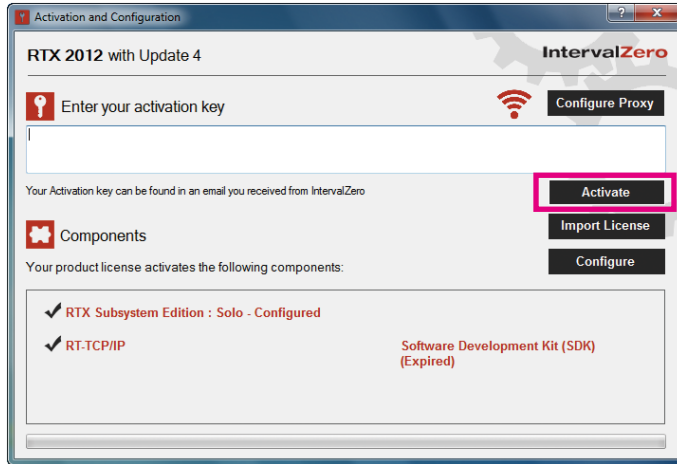 Activation and Configuration
RTX 2012 with Update 4
IntervalZero
Enter your activation key
Configure Proxy
Your Activation key can be found in an email you received from IntervalZero
Activate
Import License
Components
Configure
Your product license activates the following components:
RTX Subsystem Edition : Solo - Configured
RT-TCP/IP
Software Development Kit (SDK)
(Expired)